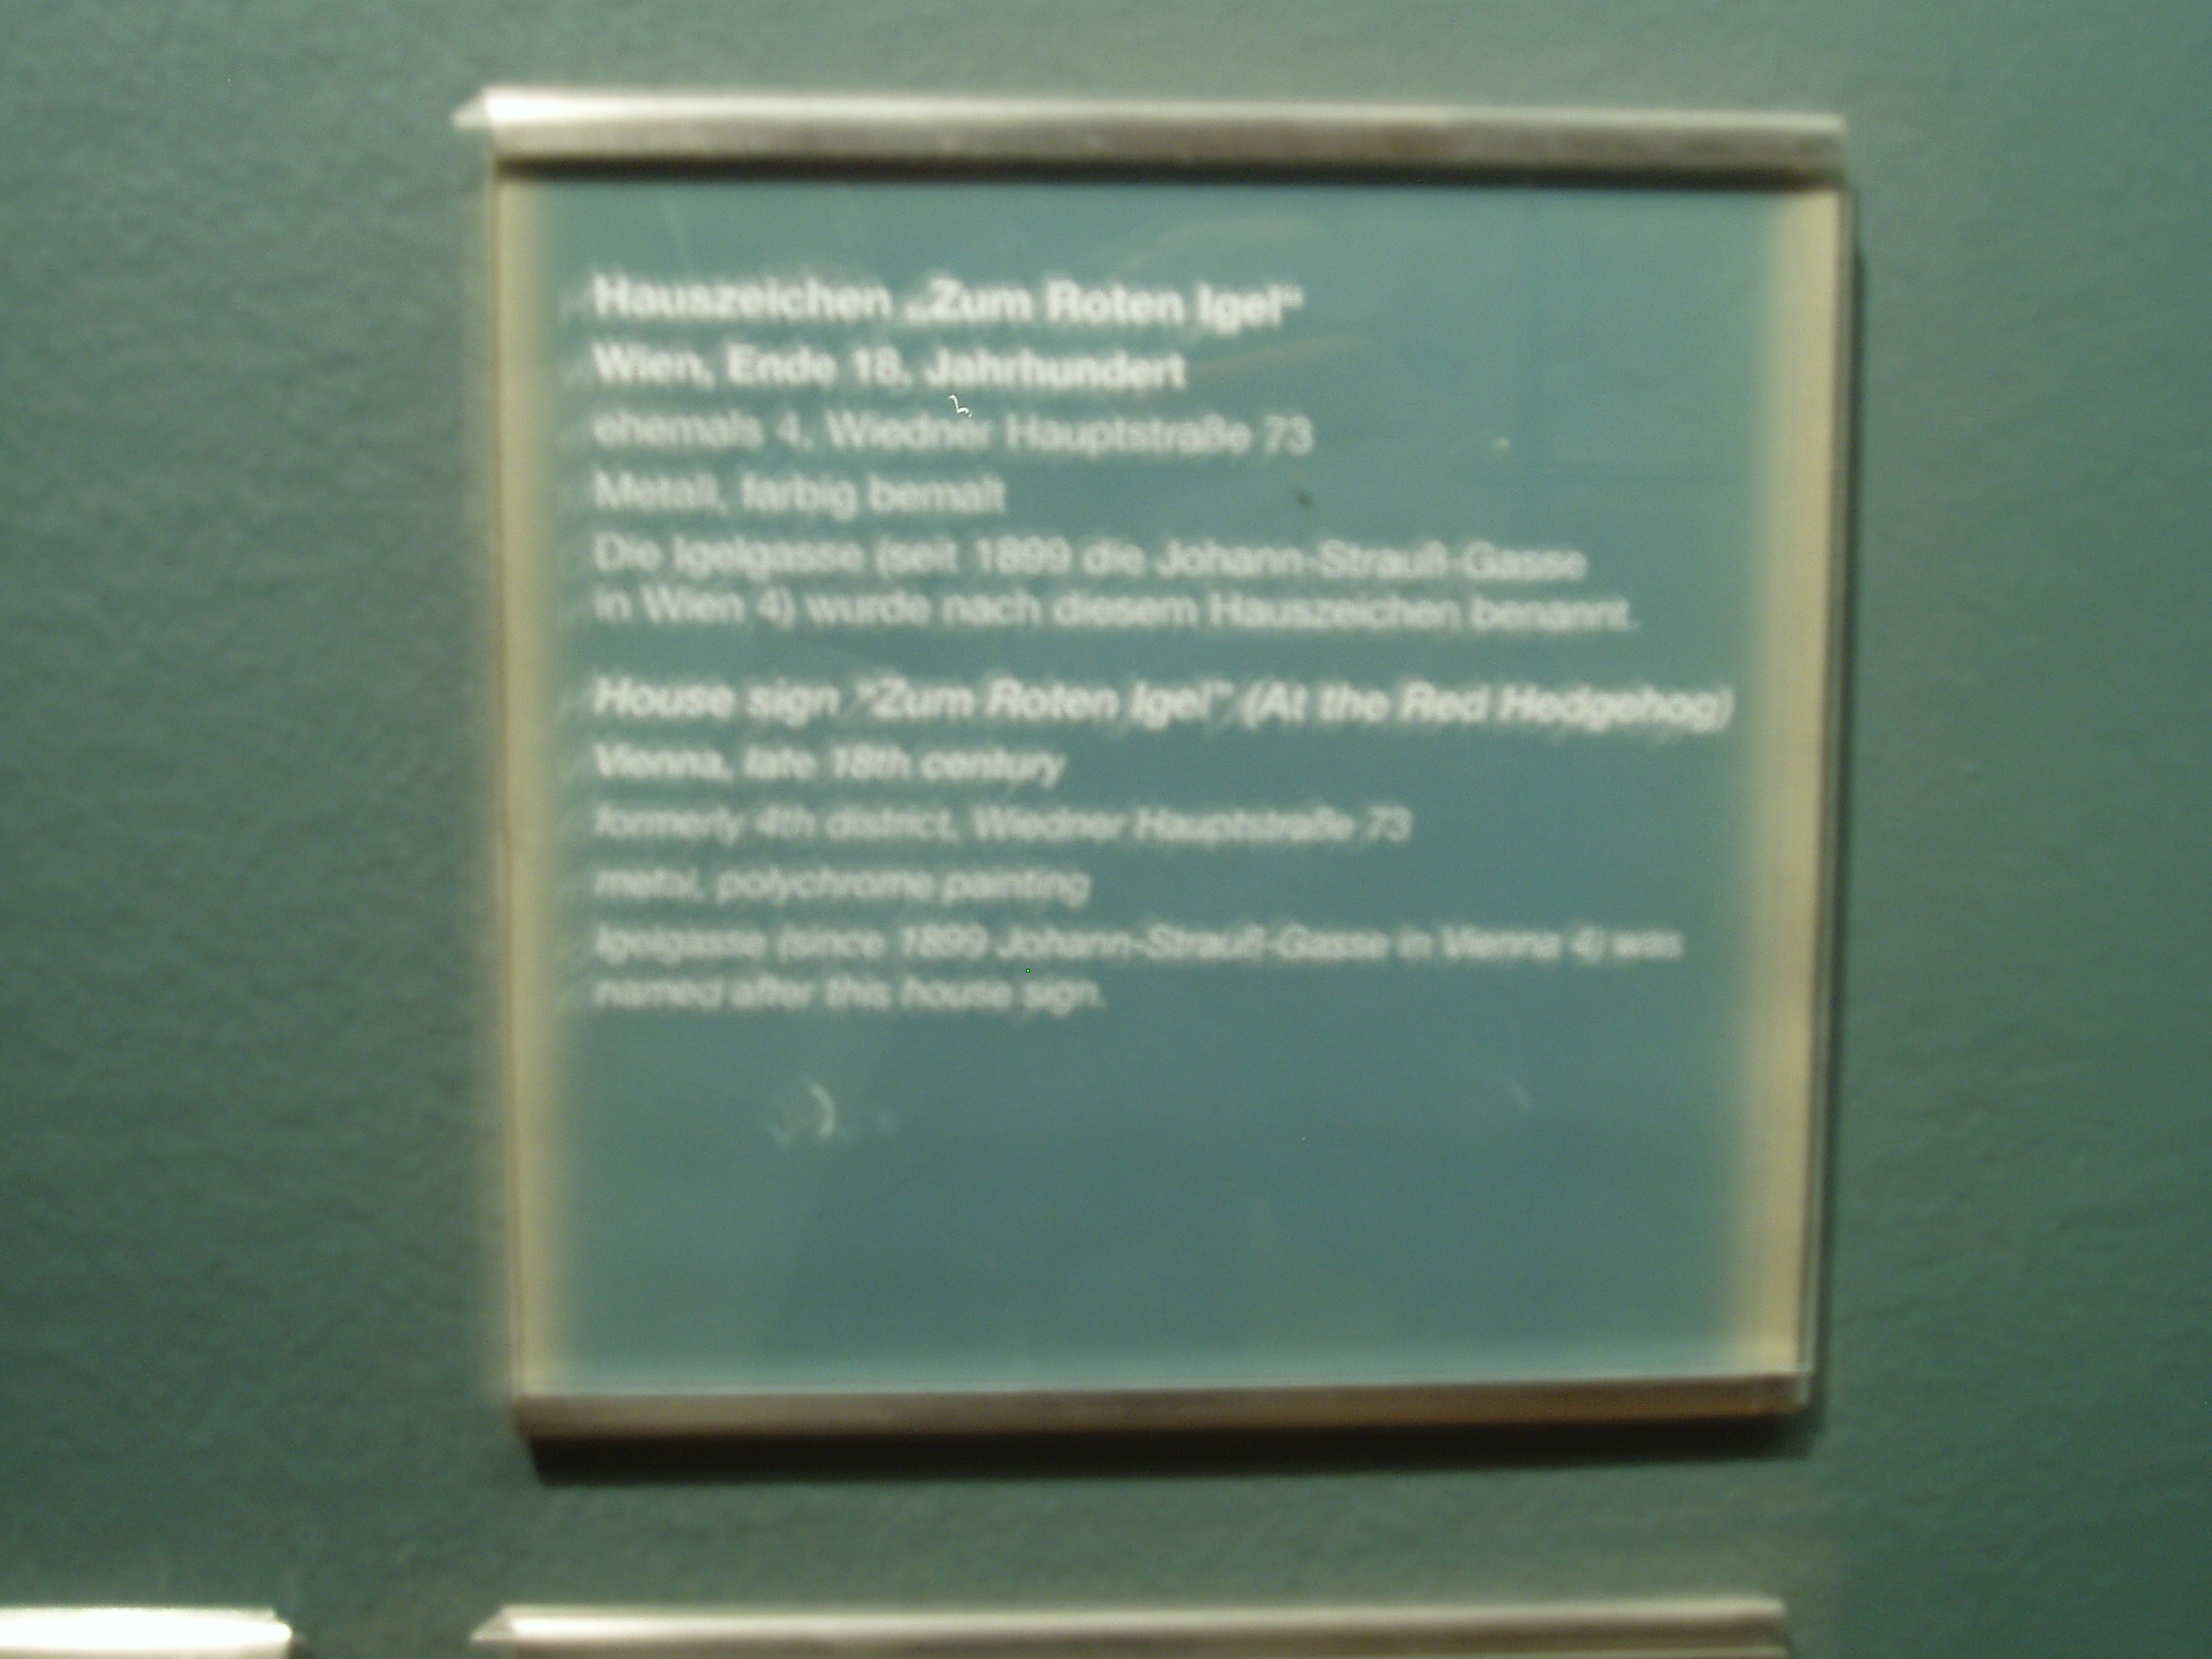 Hauszeichen „Zum Roten Igel“
Wien, Ende 18. Jahrhundert
ehemals 4, Wiedner Hauptstraße 73
Metall, farbig bemalt
Die Igelgasse (seit 1899 die Johann-Strauß-Gasse
in Wien 4) wurde nach diesem Hauszeichen benannt.
House sign "Zum Roten Igel" (At the Red Hedgehog)
Vienna, late 18th century
formerly 4th district, Wiedner Hauptstraße 73
metal, polychrome painting
Igelgasse (since 1899 Johann-Strauß-Gasse in Vienna 4) was
named after this house sign.